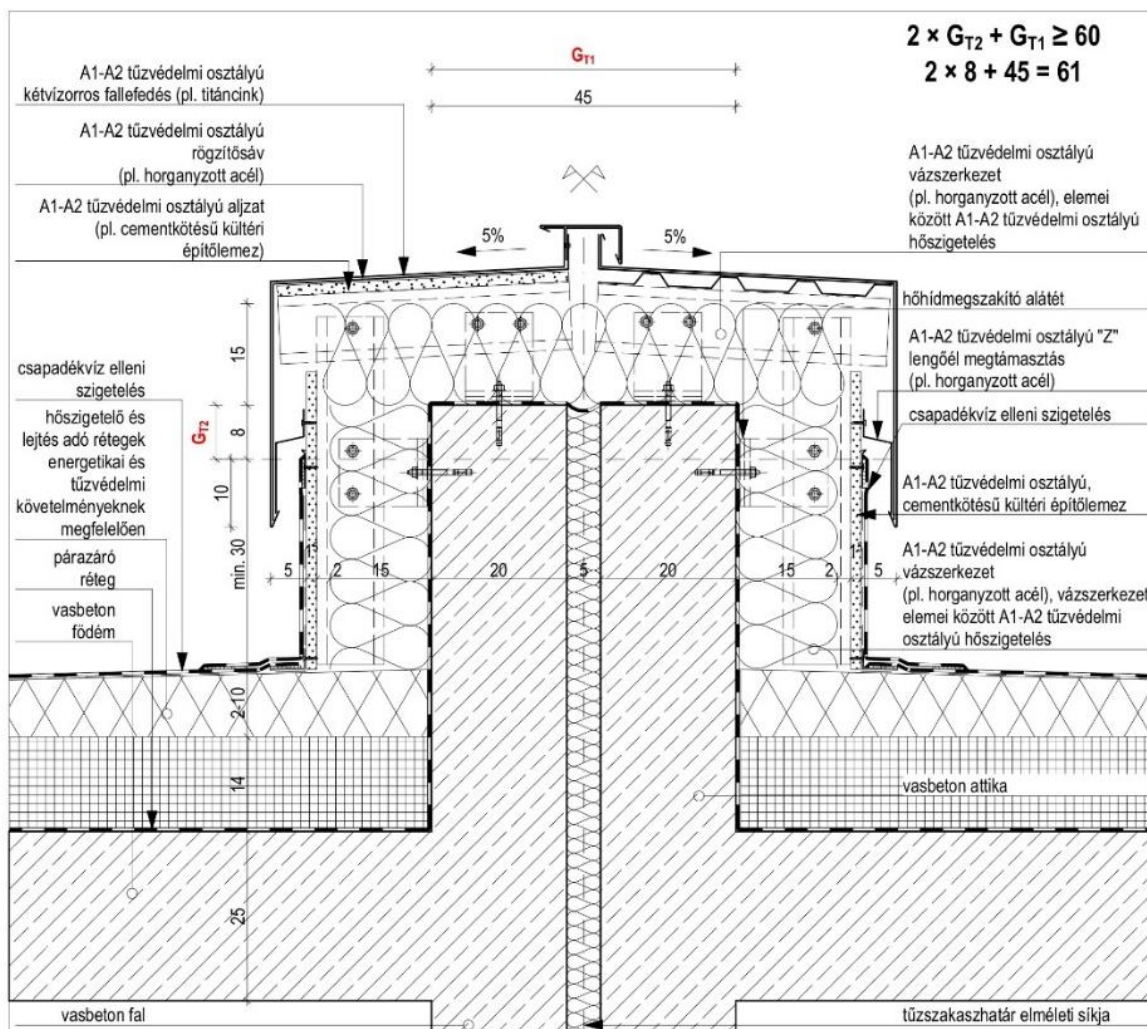 2 × GT2 + GT1 ≥ 60
2 × 8 + 45 = 61
GT1
45
A1-A2 tűzvédelmi osztályú
kétvízorros fallefedés (pl. titáncink)
A1-A2 tűzvédelmi osztályú
rögzítősáv
(pl. horganyzott acél)
A1-A2 tűzvédelmi osztályú aljzat
(pl. cementkötésű kültéri
építőlemez)
csapadékvíz elleni
szigetelés
hőszigetelő és
lejtés adó rétegek
energetikai és
tűzvédelmi
követelményeknek
megfelelően
párazáró
réteg
vasbeton
födém
vasbeton fal
5%
5%
15
8
GT2
10
min. 30
2-10
14
25
5
2
15
20
5
20
15
2
5
A1-A2 tűzvédelmi osztályú
vázszerkezet
(pl. horganyzott acél), elemei
között A1-A2 tűzvédelmi osztályú
hőszigetelés
hőhídmegszakító alátét
A1-A2 tűzvédelmi osztályú "Z"
lengőél megtámasztás
(pl. horganyzott acél)
csapadékvíz elleni szigetelés
A1-A2 tűzvédelmi osztályú,
cementkötésű kültéri építőlemez
A1-A2 tűzvédelmi osztályú
vázszerkezet
(pl. horganyzott acél), vázszerkezet
elemei között A1-A2 tűzvédelmi
osztályú hőszigetelés
vasbeton attika
tűzszakaszhatár elméleti síkja